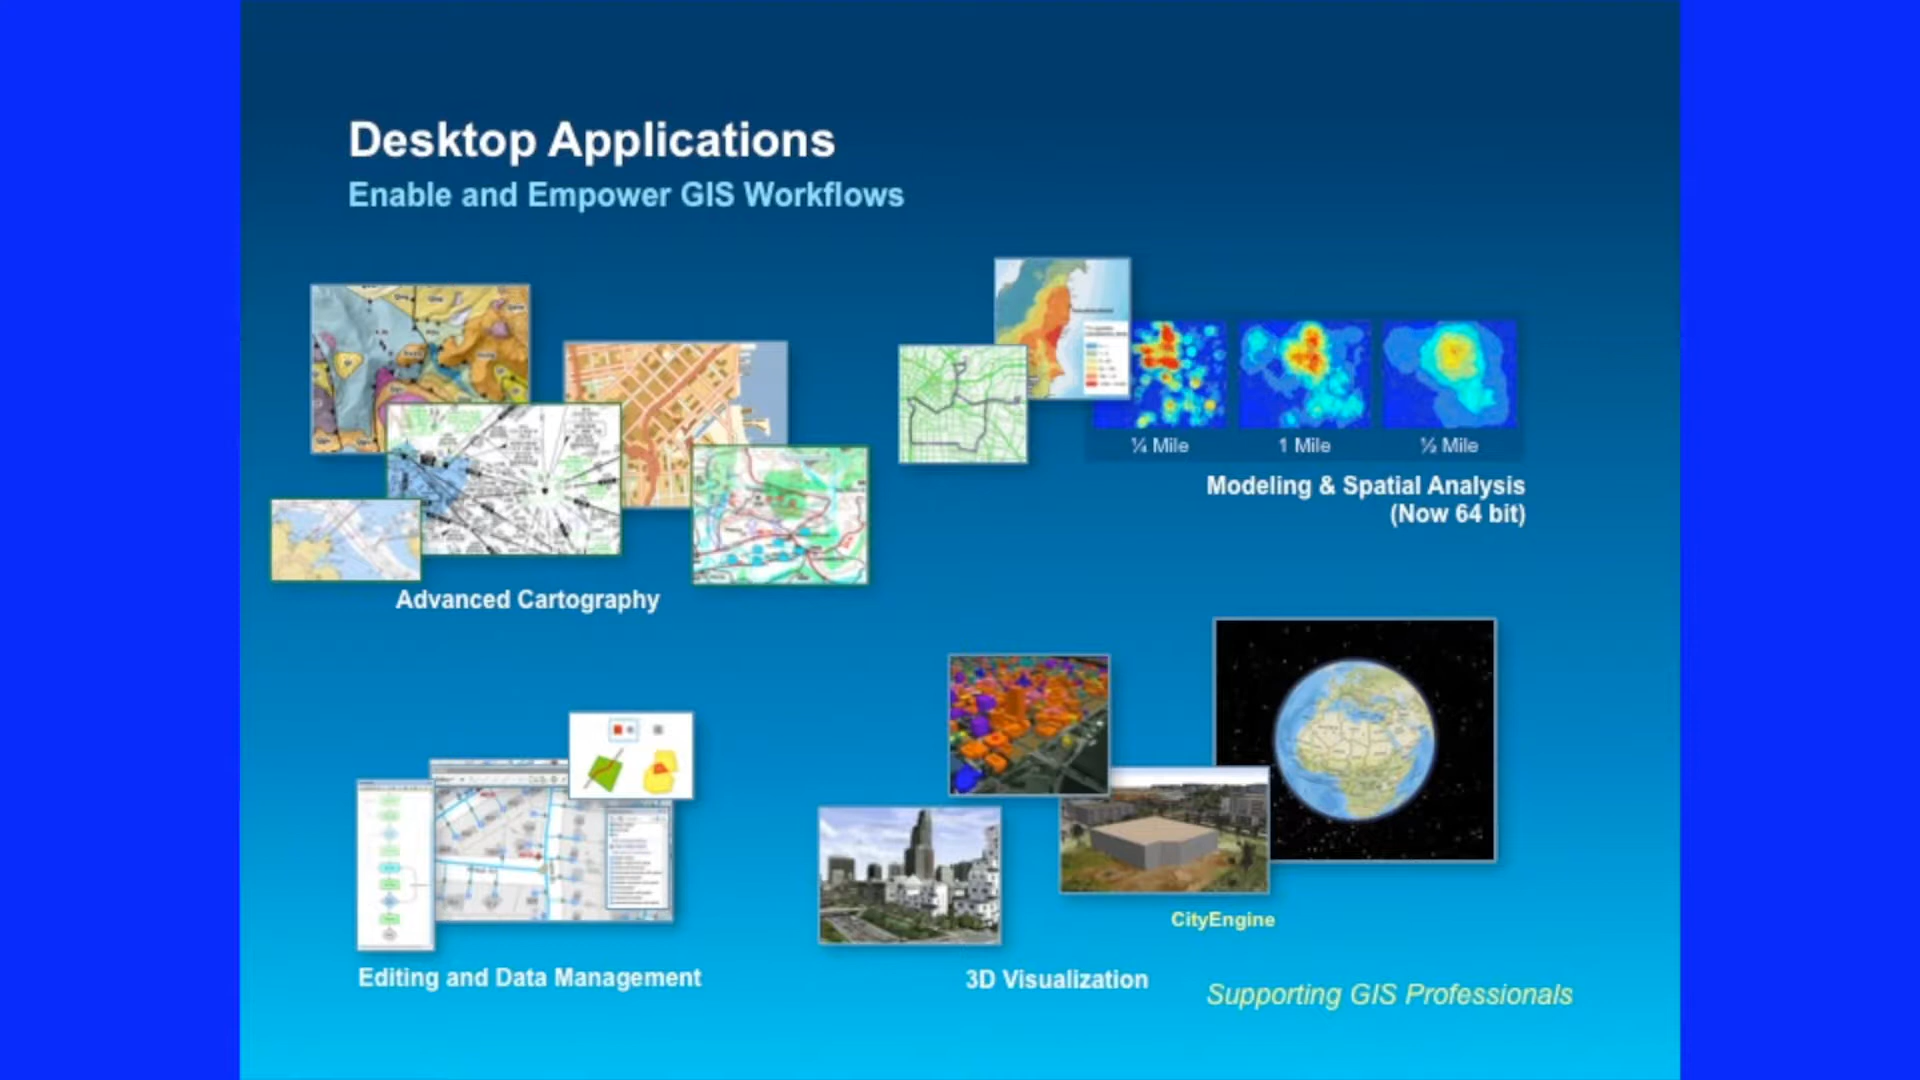 Desktop Applications
Enable and Empower GIS Workflows
¼ Mile
1 Mile
½ Mile
Modeling & Spatial Analysis
(Now 64 bit)
Advanced Cartography
CityEngine
Editing and Data Management
3D Visualization
Supporting GIS Professionals